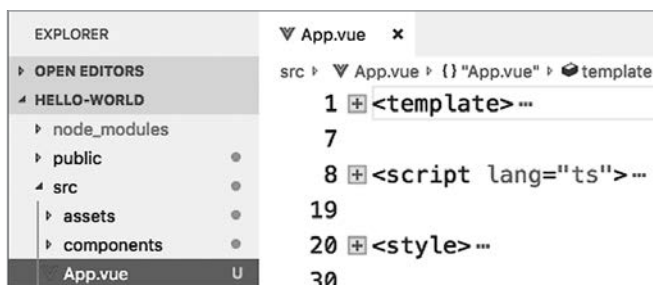 EXPLORER
OPEN EDITORS
HELLO-WORLD
node_modules
public
src
assets
components
App.vue U
App.vue ×
src App.vue {} "App.vue" template
1 <template>⋯
7
8 <script lang="ts">⋯
19
20 <style>⋯
30